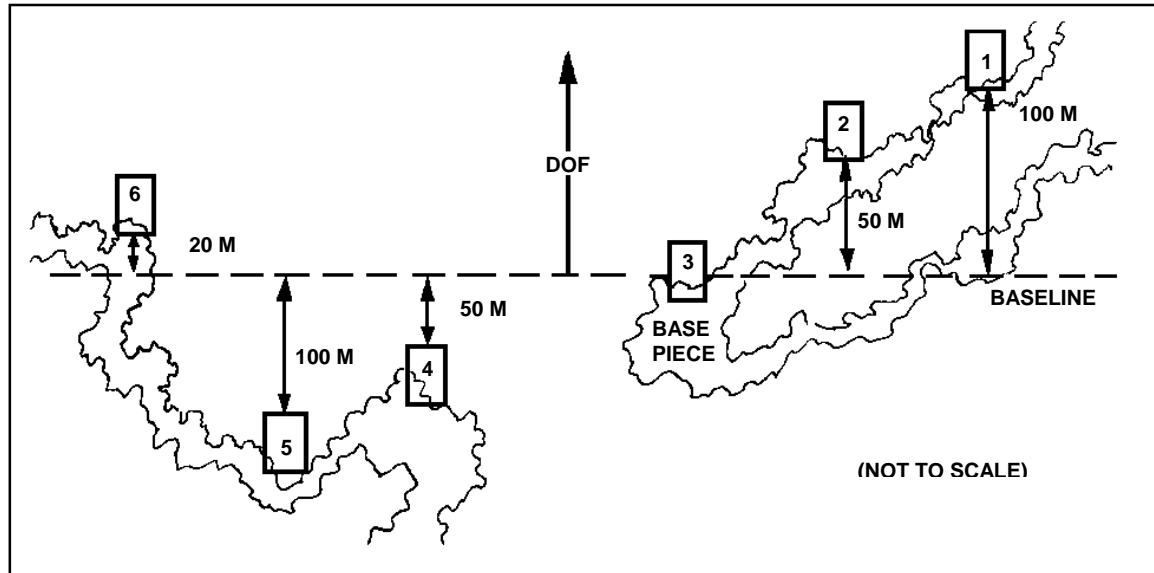 1
100 M
2
DOF
6
50 M
20 M
3
BASELINE
50 M
BASE
PIECE
100 M
4
5
(NOT TO SCALE)